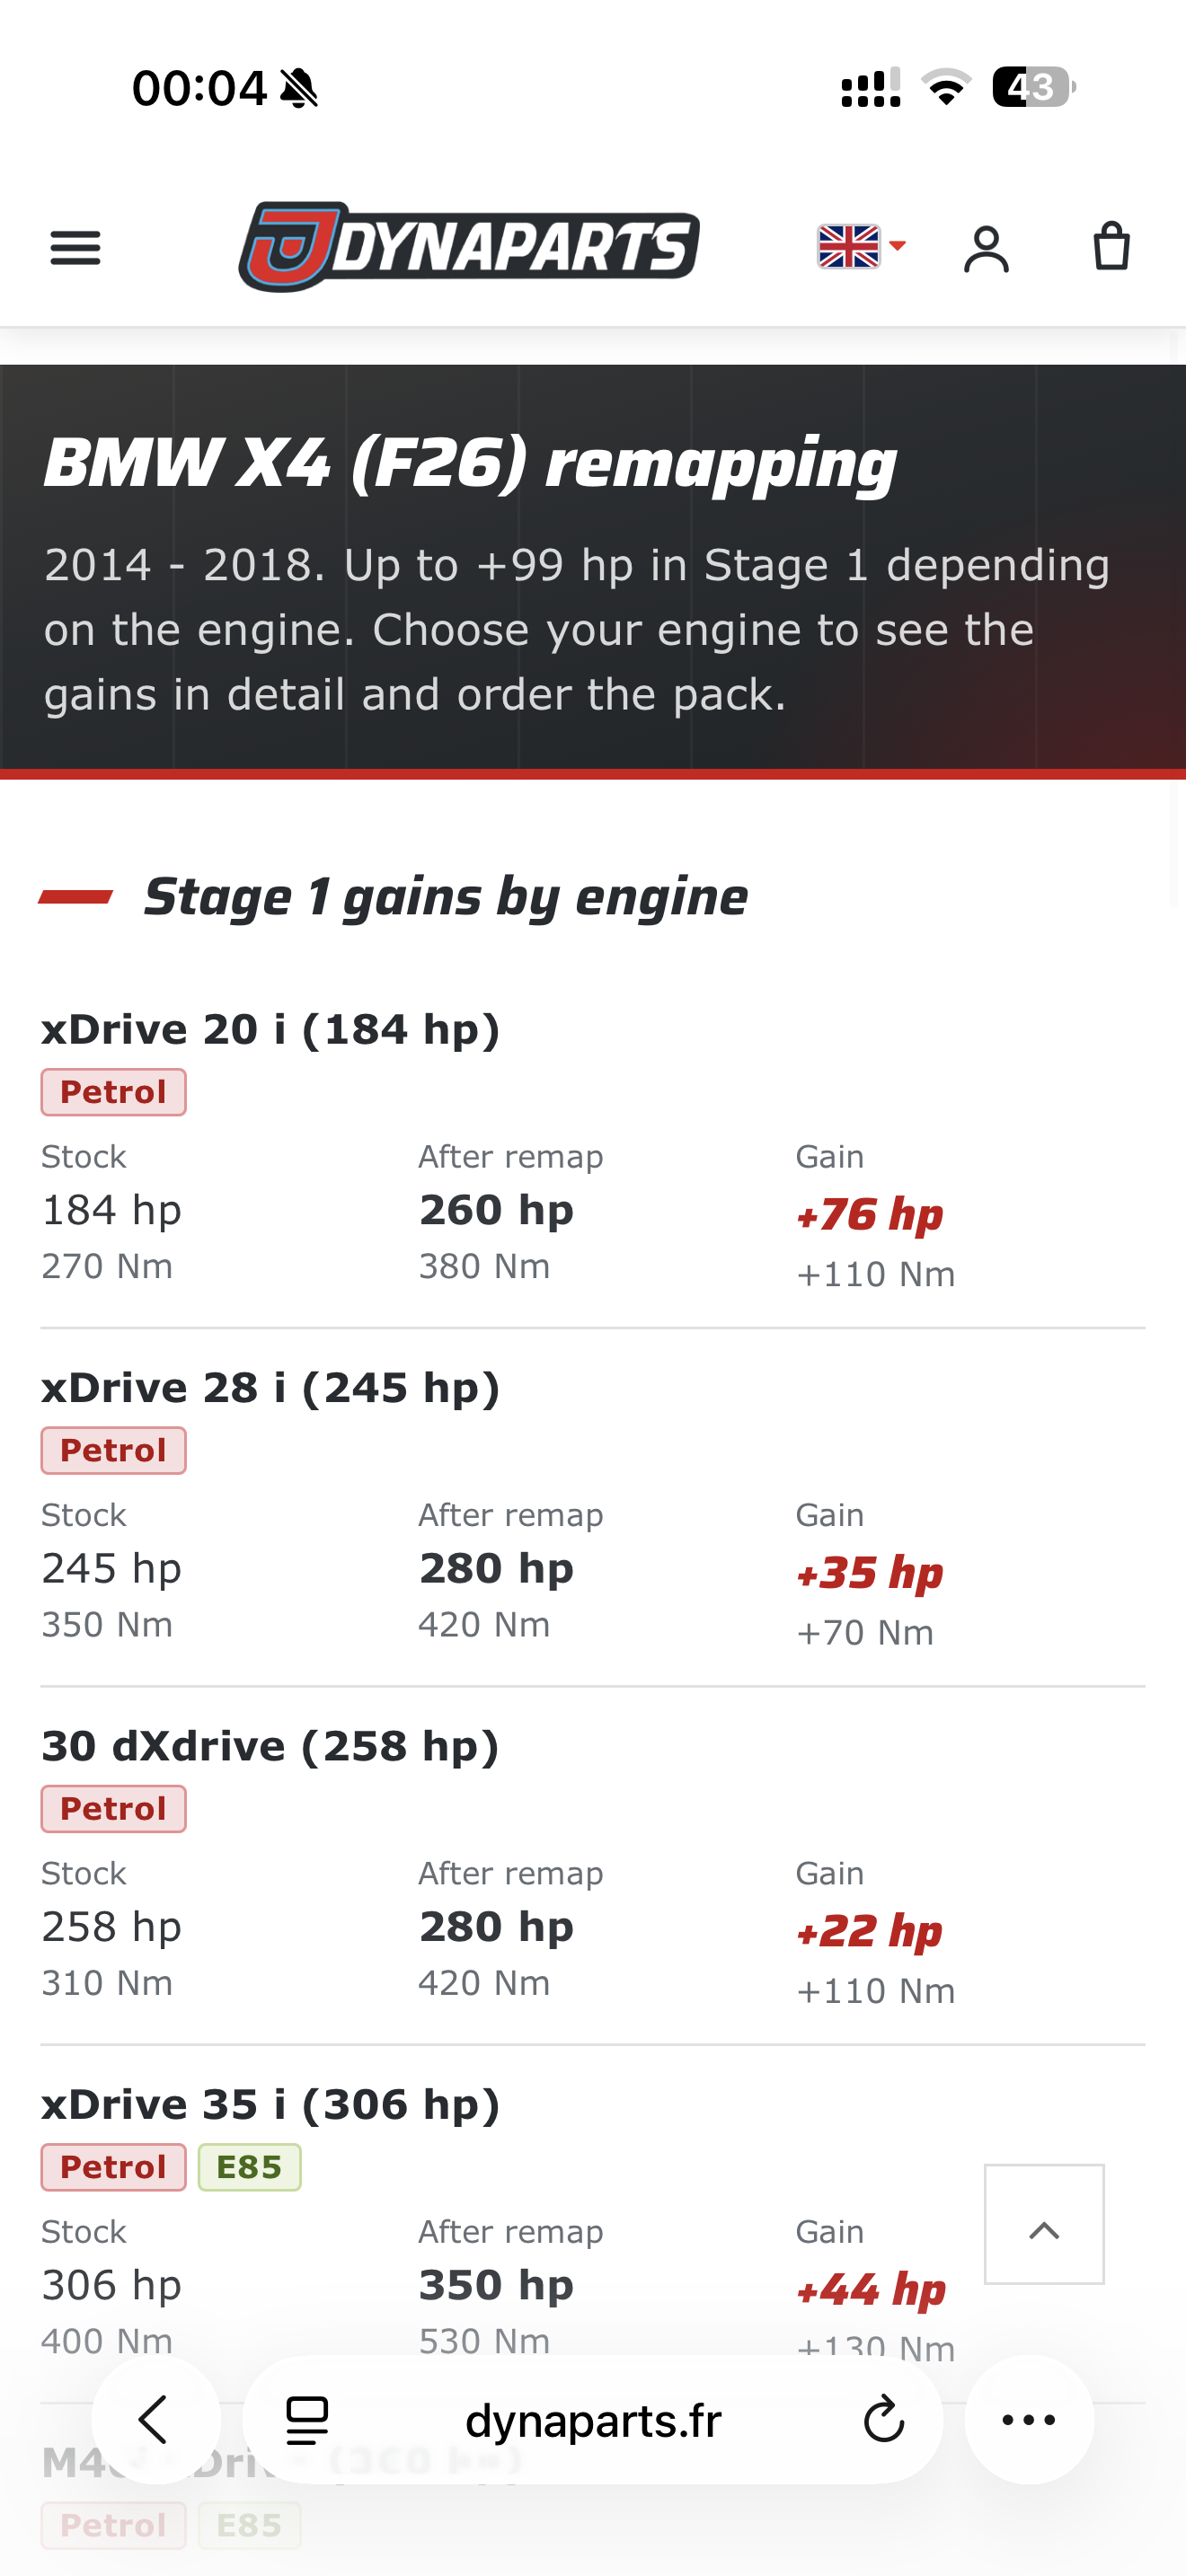 00:04
43
DYNAPARTS
BMW X4 (F26) remapping
2014 - 2018. Up to +99 hp in Stage 1 depending
on the engine. Choose your engine to see the
gains in detail and order the pack.
Stage 1 gains by engine
xDrive 20 i (184 hp)
Petrol
Stock After remap Gain
184 hp 260 hp +76 hp
270 Nm 380 Nm +110 Nm
xDrive 28 i (245 hp)
Petrol
Stock After remap Gain
245 hp 280 hp +35 hp
350 Nm 420 Nm +70 Nm
30 dXdrive (258 hp)
Petrol
Stock After remap Gain
258 hp 280 hp +22 hp
310 Nm 420 Nm +110 Nm
xDrive 35 i (306 hp)
Petrol E85
Stock After remap Gain
306 hp 350 hp +44 hp
400 Nm 530 Nm +130 Nm
dynaparts.fr
Petrol E85